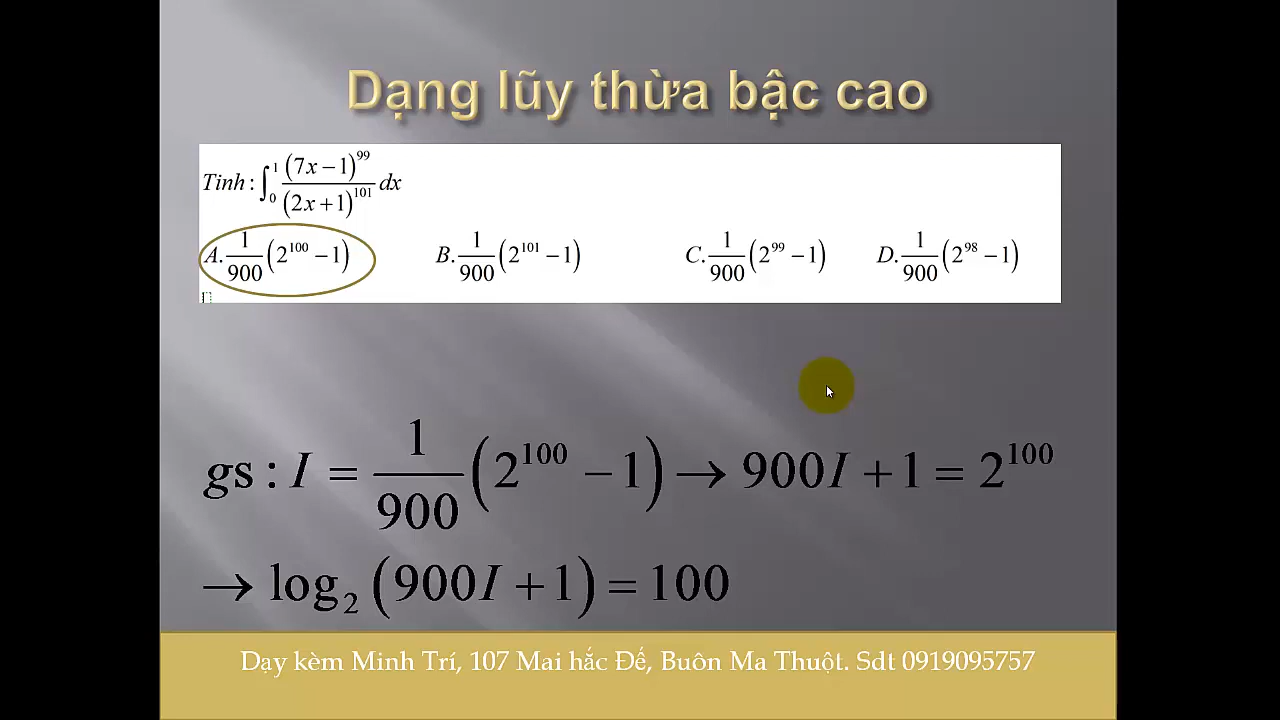 Dạng lũy thừa bậc cao
Tinh : ∫₀¹ (7x − 1)⁹⁹ / (2x + 1)¹⁰¹ dx
A. 1/900 (2¹⁰⁰ − 1) B. 1/900 (2¹⁰¹ − 1) C. 1/900 (2⁹⁹ − 1) D. 1/900 (2⁹⁸ − 1)
gs : I = 1/900 (2¹⁰⁰ − 1) → 900I + 1 = 2¹⁰⁰
→ log₂ (900I + 1) = 100
Dạy kèm Minh Trí, 107 Mai hắc Đế, Buôn Ma Thuột. Sdt 0919095757